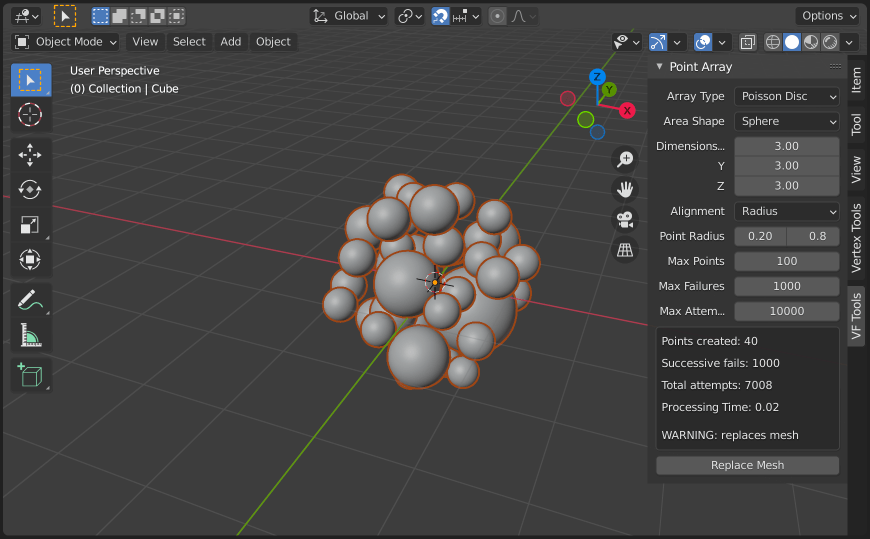 Global
Options
Object Mode View Select Add Object
User Perspective
(0) Collection | Cube
Z
Y
X
Point Array
Array Type Poisson Disc
Area Shape Sphere
Dimensions... 3.00
Y 3.00
Z 3.00
Alignment Radius
Point Radius 0.20 0.8
Max Points 100
Max Failures 1000
Max Attem... 10000
Points created: 40
Successive fails: 1000
Total attempts: 7008
Processing Time: 0.02
WARNING: replaces mesh
Replace Mesh
Item
Tool
View
Vertex Tools
VF Tools